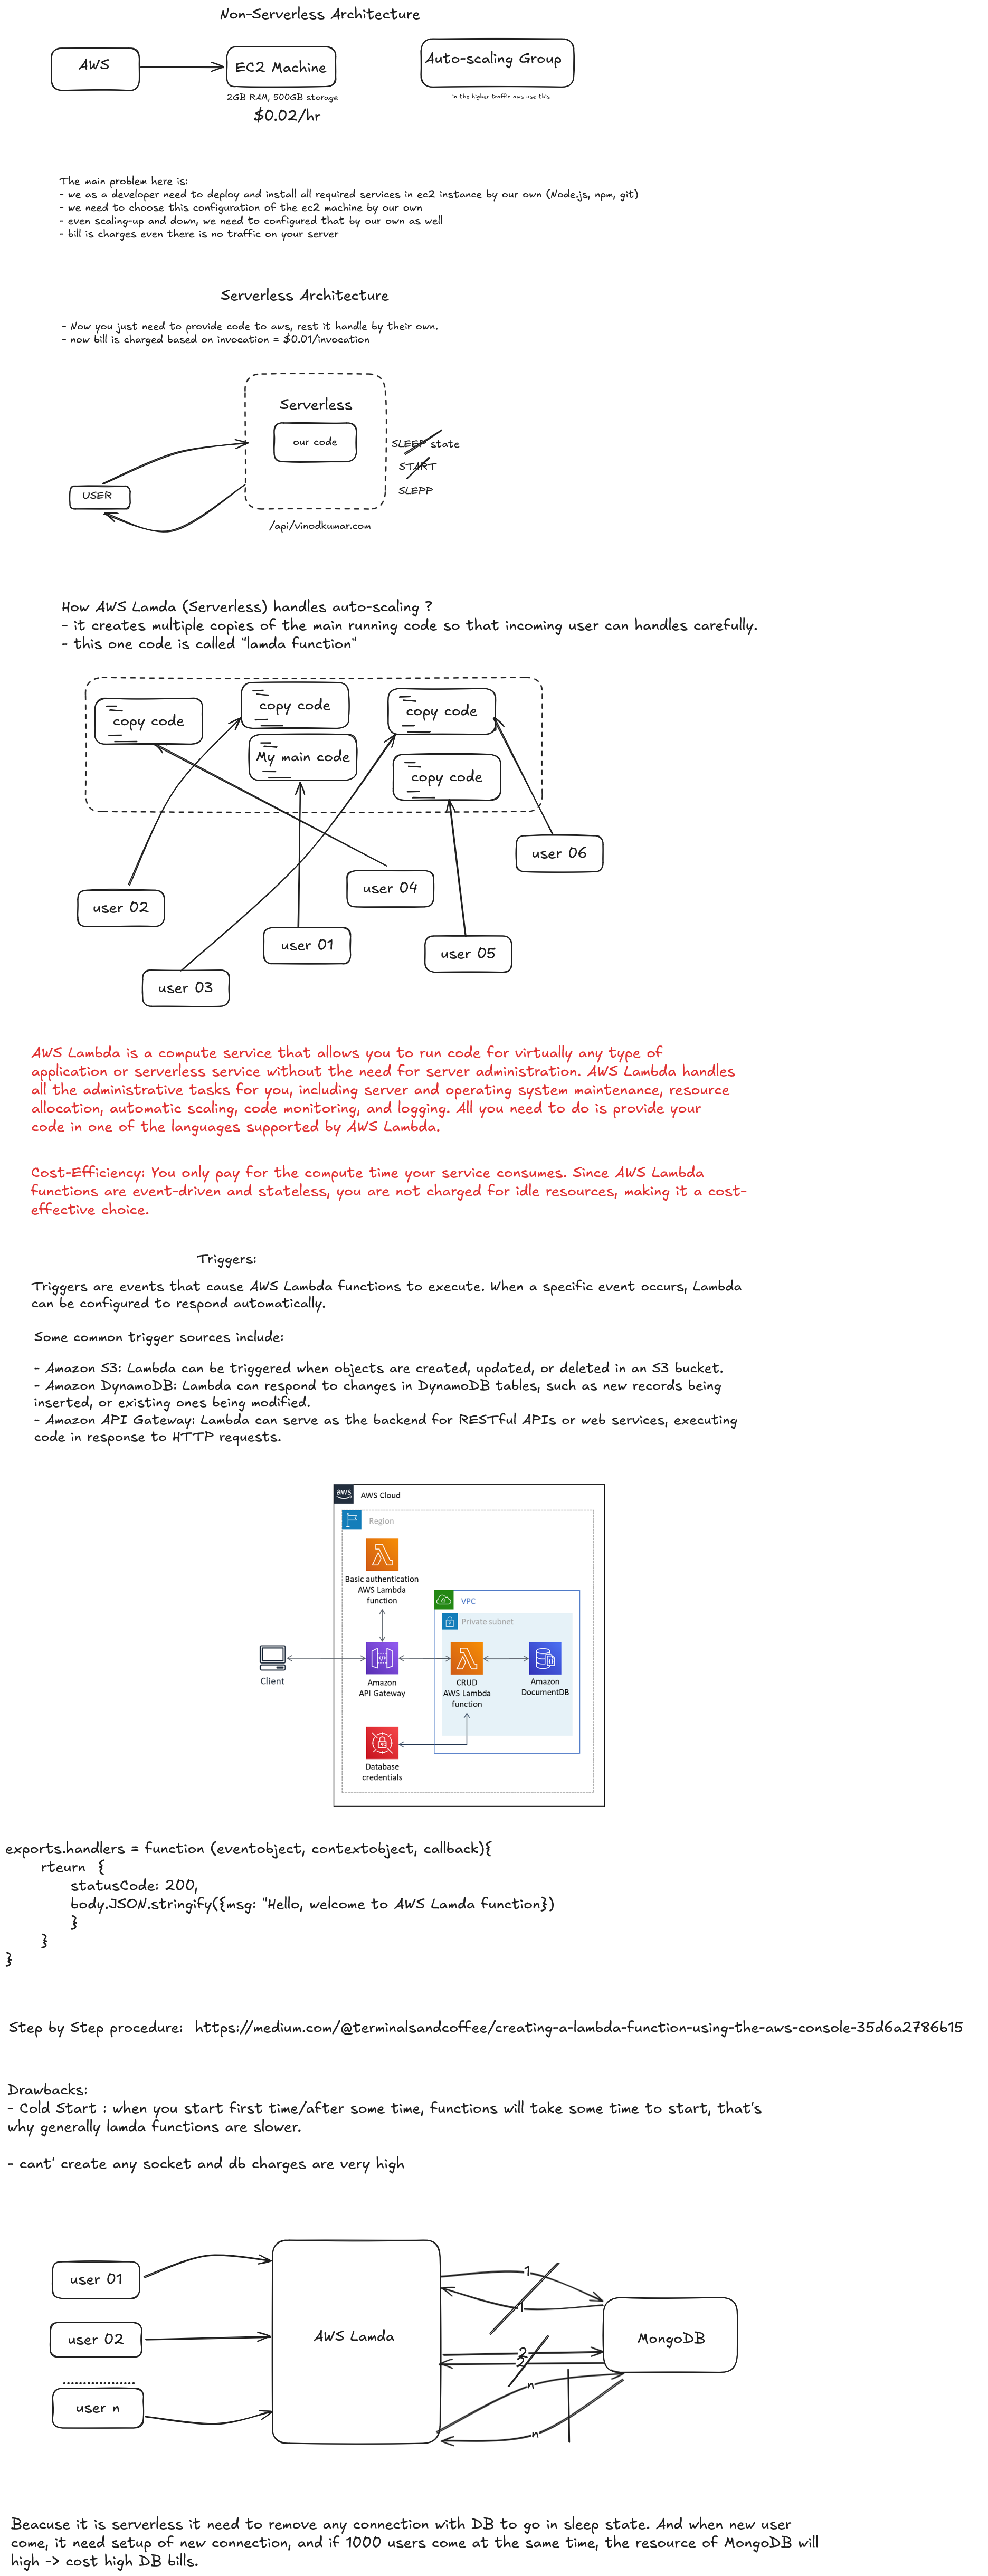 Non-Serverless Architecture
AWS
EC2 Machine
Auto-scaling Group
2GB RAM, 500GB storage
in the higher traffic aws use this
$0.02/hr
The main problem here is:
- we as a developer need to deploy and install all required services in ec2 instance by our own (Node.js, npm, git)
- we need to choose this configuration of the ec2 machine by our own
- even scaling-up and down, we need to configured that by our own as well
- bill is charges even there is no traffic on your server
Serverless Architecture
- Now you just need to provide code to aws, rest it handle by their own.
- now bill is charged based on invocation = $0.01/invocation
Serverless
our code
SLEEP state
START
SLEPP
USER
/api/vinodkumar.com
How AWS Lamda (Serverless) handles auto-scaling ?
- it creates multiple copies of the main running code so that incoming user can handles carefully.
- this one code is called "lamda function"
copy code
copy code
copy code
My main code
copy code
user 06
user 04
user 02
user 01
user 05
user 03
AWS Lambda is a compute service that allows you to run code for virtually any type of
application or serverless service without the need for server administration. AWS Lambda handles
all the administrative tasks for you, including server and operating system maintenance, resource
allocation, automatic scaling, code monitoring, and logging. All you need to do is provide your
code in one of the languages supported by AWS Lambda.
Cost-Efficiency: You only pay for the compute time your service consumes. Since AWS Lambda
functions are event-driven and stateless, you are not charged for idle resources, making it a cost-
effective choice.
Triggers:
Triggers are events that cause AWS Lambda functions to execute. When a specific event occurs, Lambda
can be configured to respond automatically.
Some common trigger sources include:
- Amazon S3: Lambda can be triggered when objects are created, updated, or deleted in an S3 bucket.
- Amazon DynamoDB: Lambda can respond to changes in DynamoDB tables, such as new records being
inserted, or existing ones being modified.
- Amazon API Gateway: Lambda can serve as the backend for RESTful APIs or web services, executing
code in response to HTTP requests.
aws
AWS Cloud
Region
Basic authentication
AWS Lambda
function
VPC
Private subnet
Client
Amazon
API Gateway
CRUD
AWS Lambda
function
Amazon
DocumentDB
Database
credentials
exports.handlers = function (eventobject, contextobject, callback){
rteurn {
statusCode: 200,
body.JSON.stringify({msg: "Hello, welcome to AWS Lamda function})
}
}
}
Step by Step procedure: https://medium.com/@terminalsandcoffee/creating-a-lambda-function-using-the-aws-console-35d6a2786b15
Drawbacks:
- Cold Start : when you start first time/after some time, functions will take some time to start, that's
why generally lamda functions are slower.
- cant' create any socket and db charges are very high
user 01
user 02
user n
AWS Lamda
1
1
2
2
n
n
MongoDB
Beacuse it is serverless it need to remove any connection with DB to go in sleep state. And when new user
come, it need setup of new connection, and if 1000 users come at the same time, the resource of MongoDB will
high -> cost high DB bills.